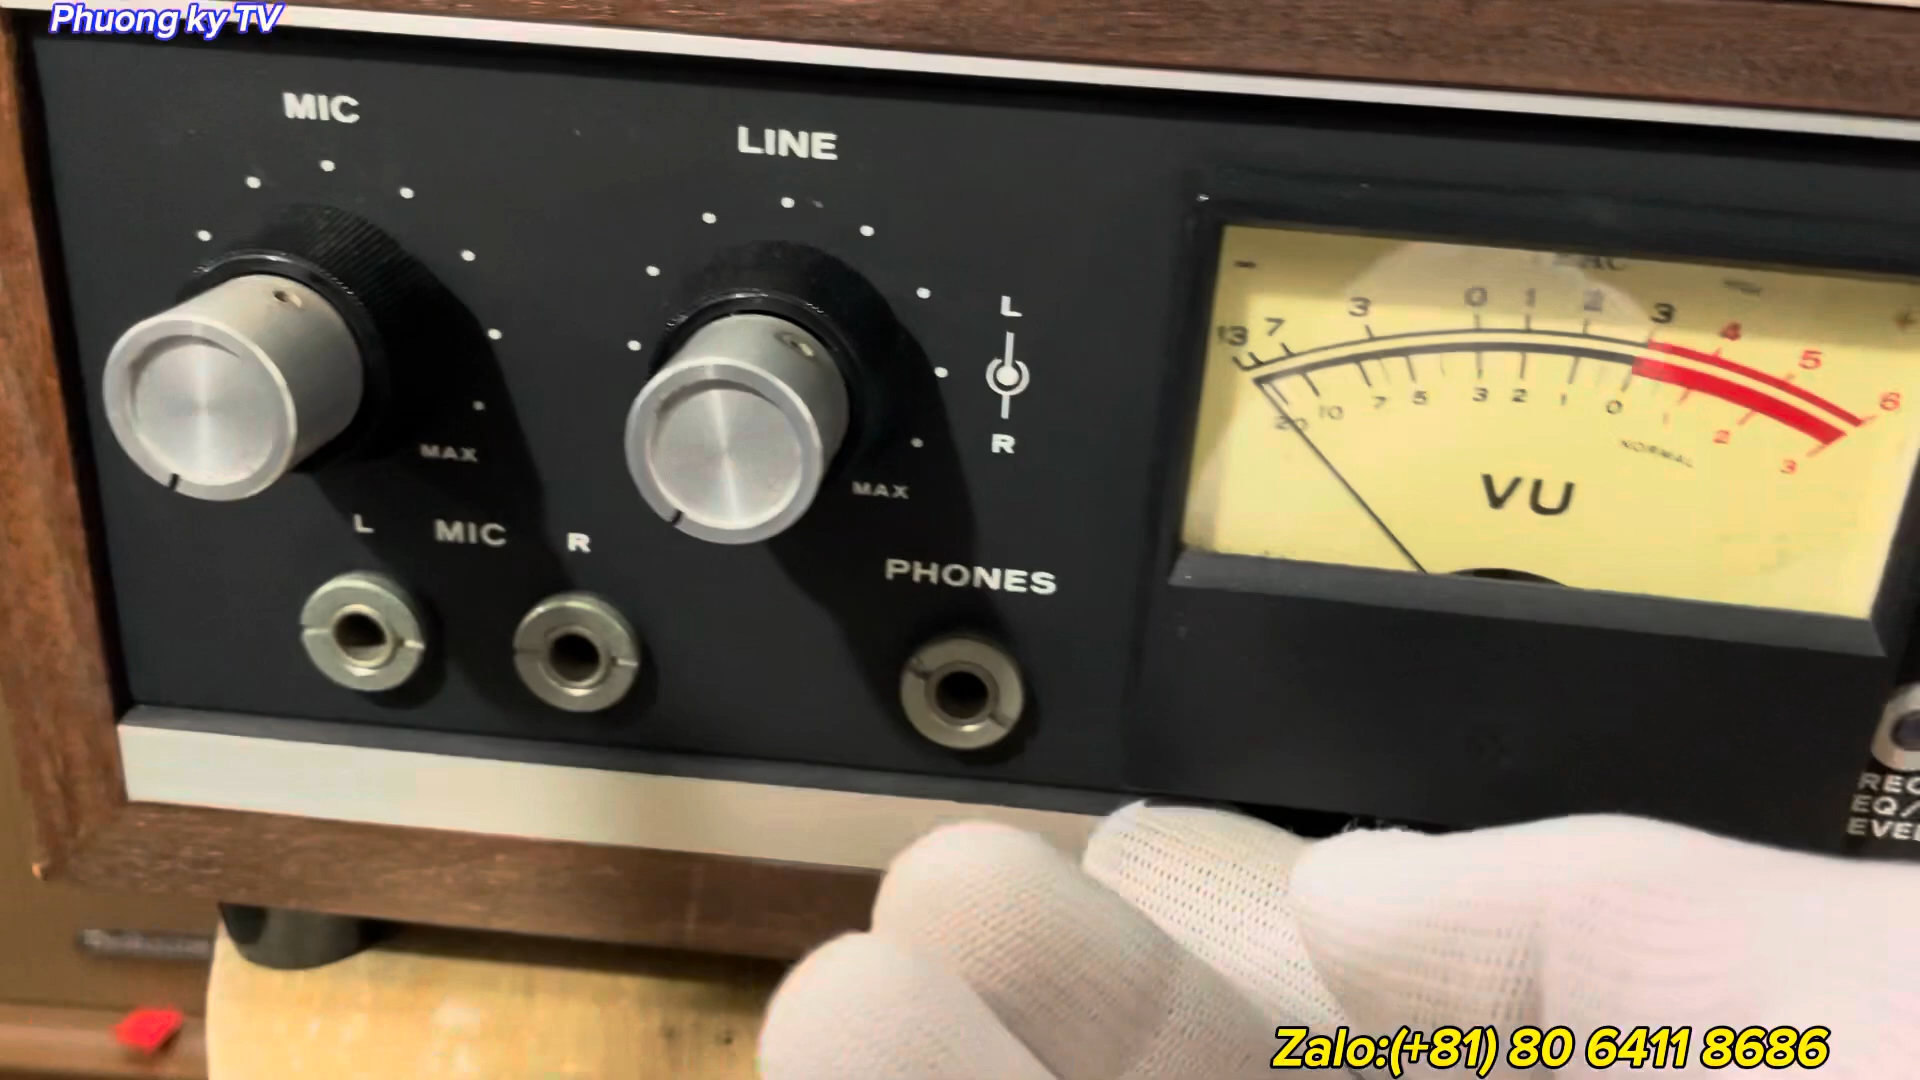 Phuong ky TV
MIC
LINE
L
R
MAX
MAX
L MIC R
PHONES
- +
13 7 3 0 1 2 3 4 5 6
20 10 7 5 3 2 1 0 1 2 3
NORMAL
VU
REC
EQ/
EVE
Zalo:(+81) 80 6411 8686